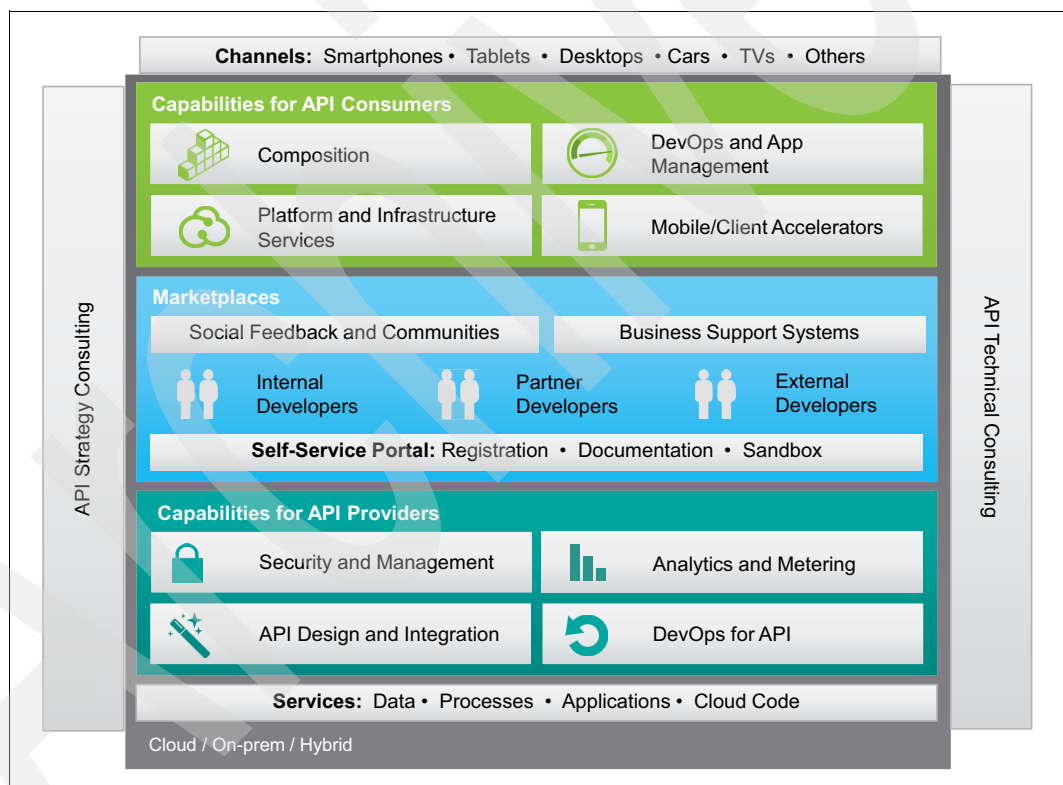 Channels: Smartphones • Tablets • Desktops • Cars • TVs • Others
Capabilities for API Consumers
Composition
DevOps and App
Management
Platform and Infrastructure
Services
Mobile/Client Accelerators
Marketplaces
Social Feedback and Communities
Business Support Systems
Internal
Developers
Partner
Developers
External
Developers
Self-Service Portal: Registration • Documentation • Sandbox
Capabilities for API Providers
Security and Management
Analytics and Metering
API Design and Integration
DevOps for API
Services: Data • Processes • Applications • Cloud Code
Cloud / On-prem / Hybrid
API Strategy Consulting
API Technical Consulting